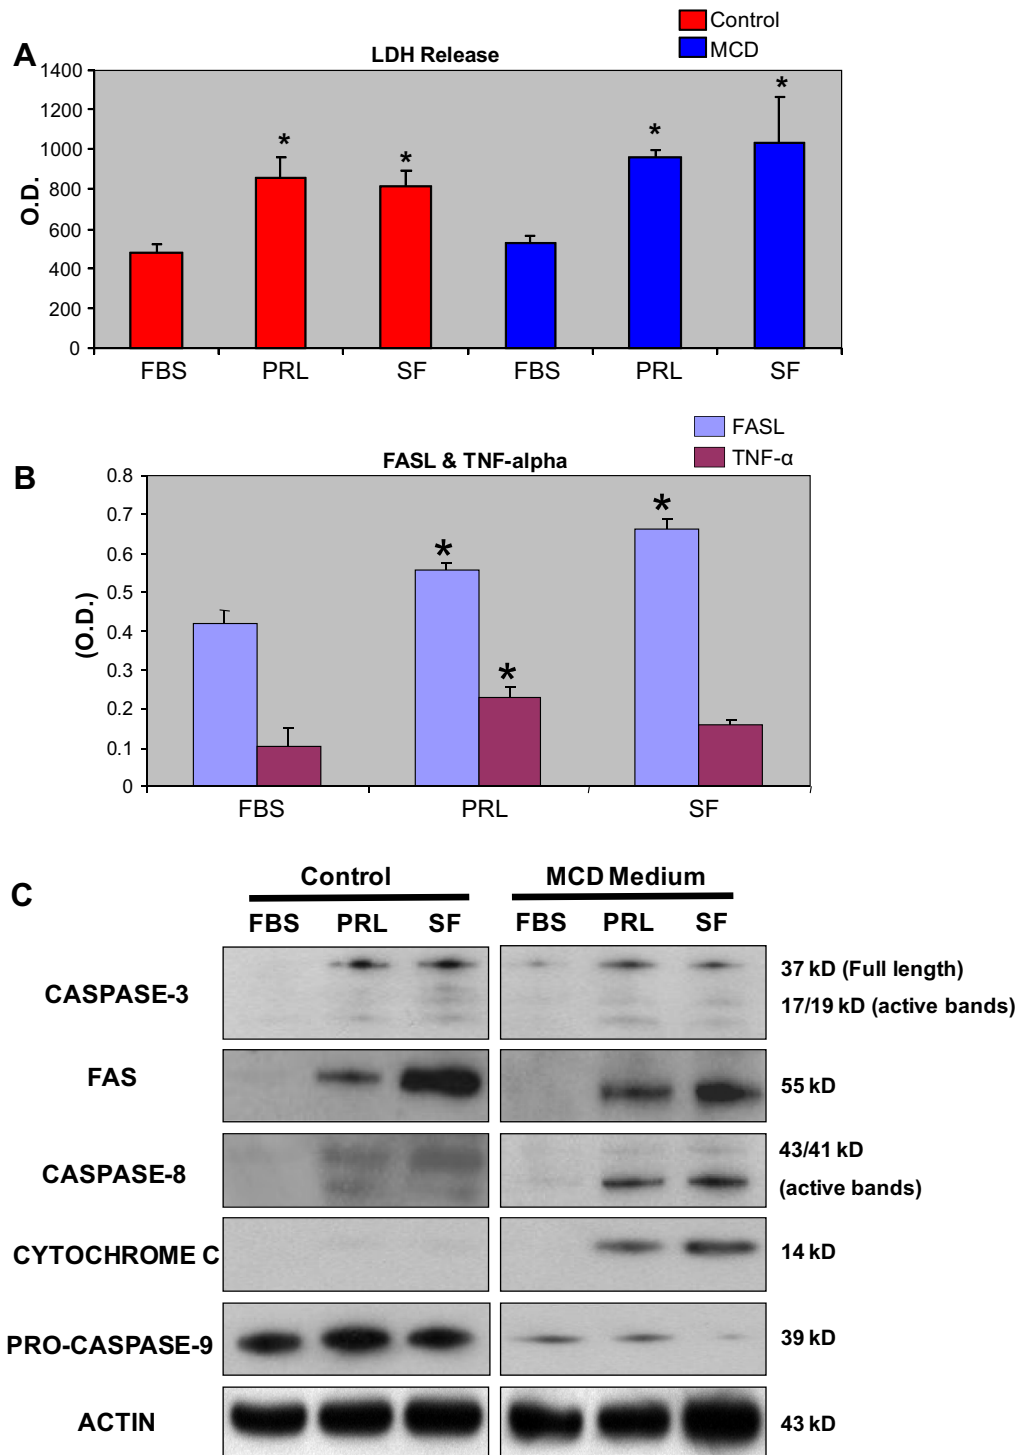 Control
MCD
A
LDH Release
1400
1200
1000
800
600
400
200
0
O.D.
*
*
*
*
FBS
PRL
SF
FBS
PRL
SF
FASL
TNF-α
B
FASL & TNF-alpha
0.8
0.7
0.6
0.5
0.4
0.3
0.2
0.1
0
(O.D.)
*
*
*
FBS
PRL
SF
C
Control
MCD Medium
FBS PRL SF
FBS PRL SF
CASPASE-3
37 kD (Full length)
17/19 kD (active bands)
FAS
55 kD
CASPASE-8
43/41 kD
(active bands)
CYTOCHROME C
14 kD
PRO-CASPASE-9
39 kD
ACTIN
43 kD